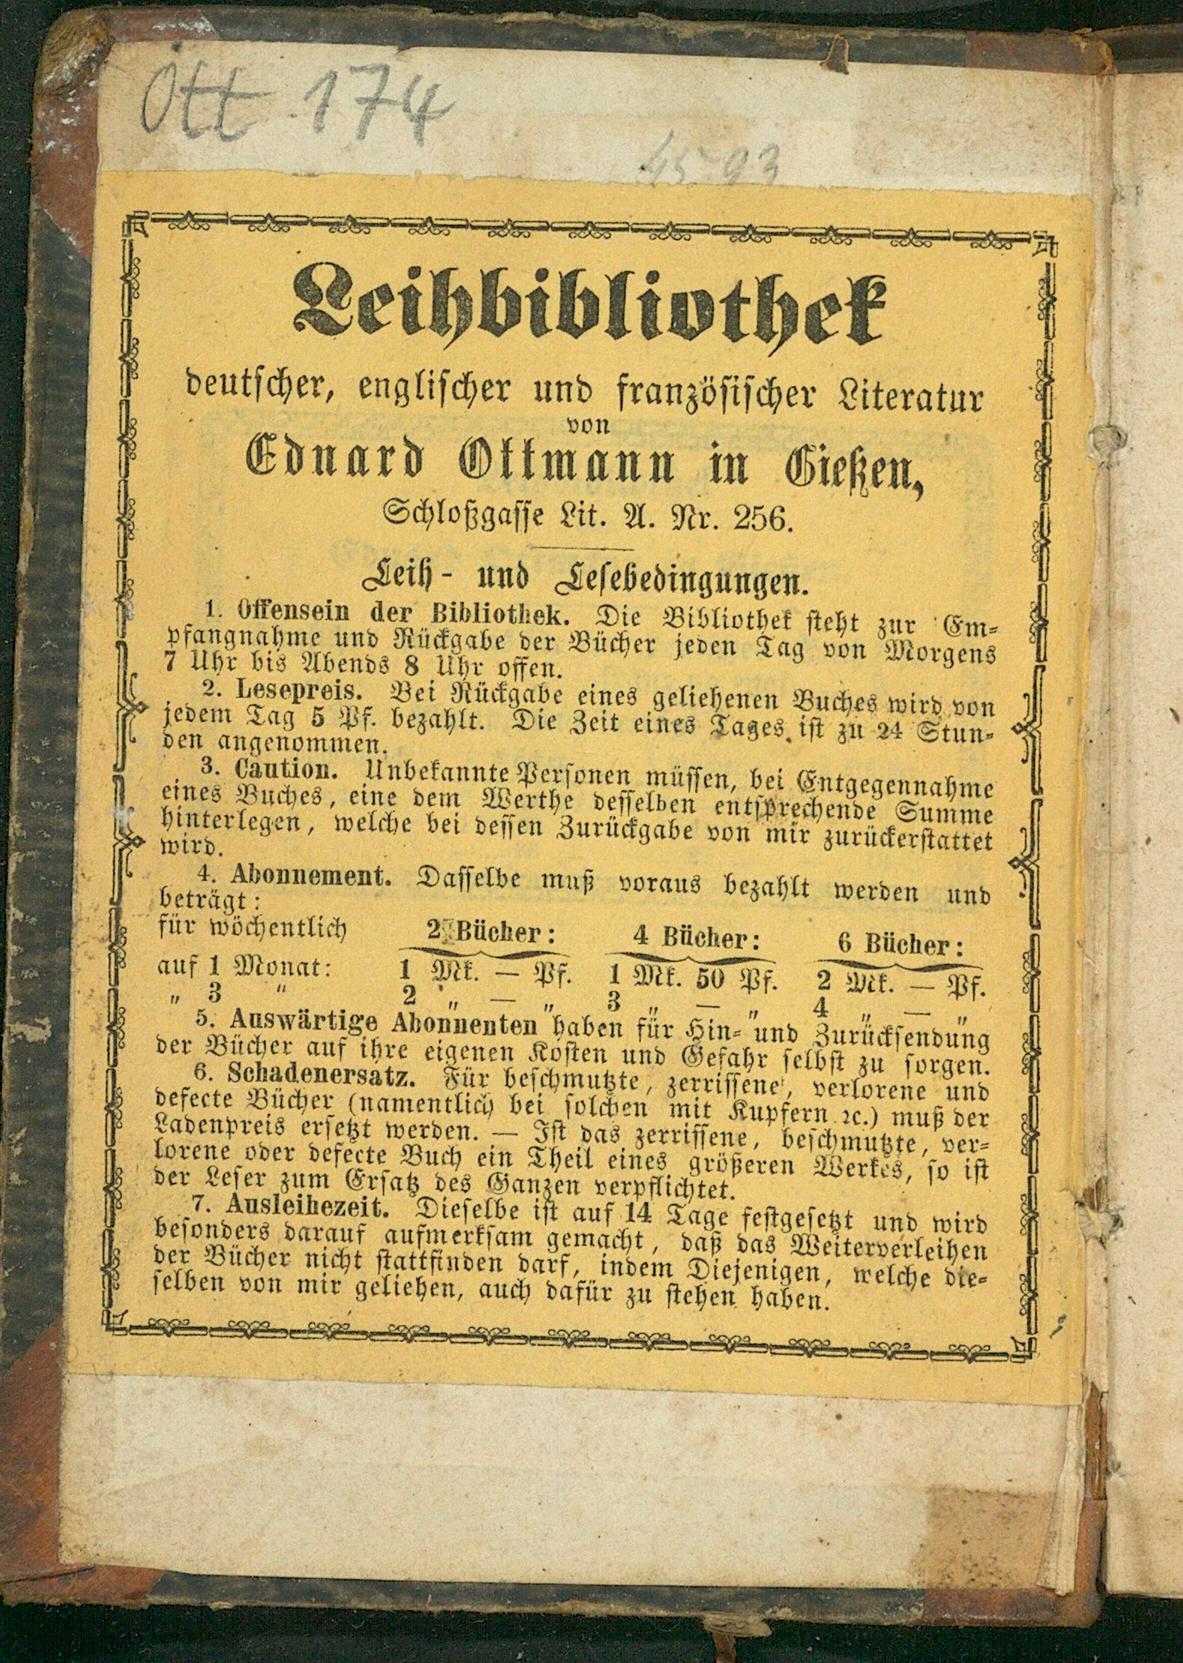 Ott 174
4593
Leihbibliothek
deutscher, englischer und französischer Literatur
von
Eduard Ottmann in Gießen,
Schloßgasse Lit. A. Nr. 256.
Leih- und Lesebedingungen.
1. Offensein der Bibliothek. Die Bibliothek steht zur Em-
pfangnahme und Rückgabe der Bücher jeden Tag von Morgens
7 Uhr bis Abends 8 Uhr offen.
2. Lesepreis. Bei Rückgabe eines geliehenen Buches wird von
jedem Tag 5 Pf. bezahlt. Die Zeit eines Tages ist zu 24 Stun-
den angenommen.
3. Caution. Unbekannte Personen müssen, bei Entgegennahme
eines Buches, eine dem Werthe desselben entsprechende Summe
hinterlegen, welche bei dessen Zurückgabe von mir zurückerstattet
wird.
4. Abonnement. Dasselbe muß voraus bezahlt werden und
beträgt:
für wöchentlich 2 Bücher: 4 Bücher: 6 Bücher:
auf 1 Monat: 1 Mk. — Pf. 1 Mk. 50 Pf. 2 Mk. — Pf.
„ 3 „ 2 „ — „ 3 „ — „ 4 „ — „
5. Auswärtige Abonnenten haben für Hin- und Zurücksendung
der Bücher auf ihre eigenen Kosten und Gefahr selbst zu sorgen.
6. Schadenersatz. Für beschmutzte, zerrissene, verlorene und
defecte Bücher (namentlich bei solchen mit Kupfern ꝛc.) muß der
Ladenpreis ersetzt werden. — Ist das zerrissene, beschmutzte, ver-
lorene oder defecte Buch ein Theil eines größeren Werkes, so ist
der Leser zum Ersatz des Ganzen verpflichtet.
7. Ausleihezeit. Dieselbe ist auf 14 Tage festgesetzt und wird
besonders darauf aufmerksam gemacht, daß das Weiterverleihen
der Bücher nicht stattfinden darf, indem Diejenigen, welche die-
selben von mir geliehen, auch dafür zu stehen haben.